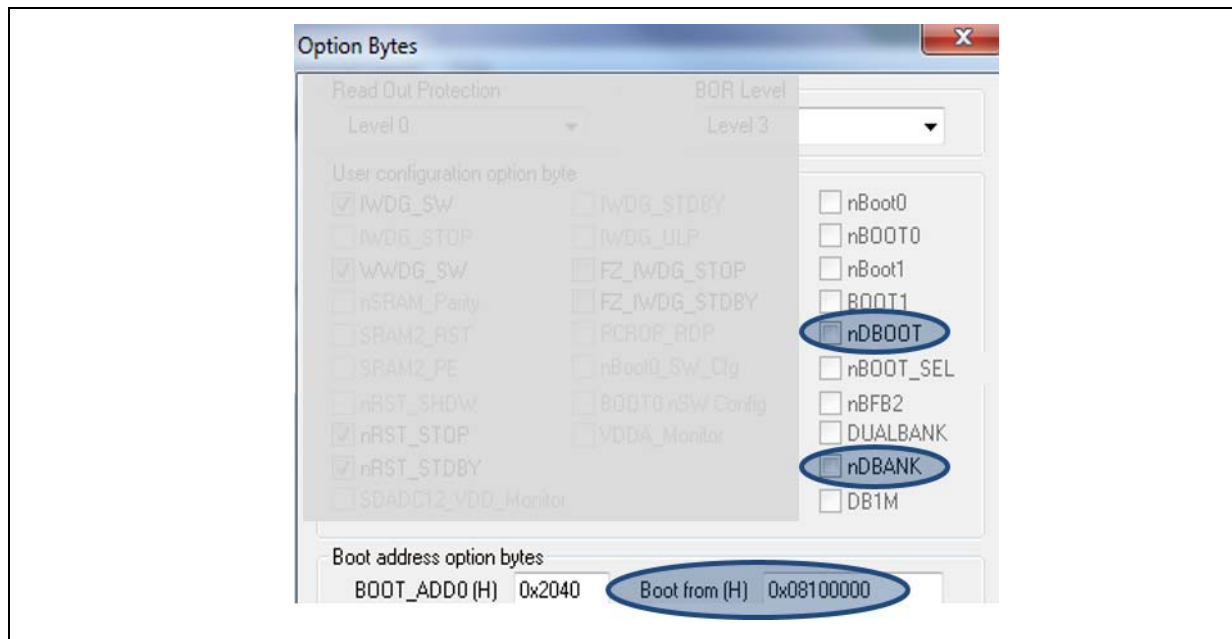 Option Bytes
Read Out Protection BOR Level
Level 0 Level 3
User configuration option byte
IWDG_SW IWDG_STDBY nBoot0
IWDG_STOP IWDG_ULP nBOOT0
WWDG_SW FZ_IWDG_STOP nBoot1
nSRAM_Parity FZ_IWDG_STDBY BOOT1
SRAM2_RST PCROP_RDP nDBOOT
SRAM2_PE nBoot0_SW_Cfg nBOOT_SEL
nRST_SHDW BOOT0.nSW Config nBFB2
nRST_STOP VDDA_Monitor DUALBANK
nRST_STDBY nDBANK
SDADC12_VDD_Monitor DB1M
Boot address option bytes
BOOT_ADD0 (H) 0x2040 Boot from (H) 0x08100000